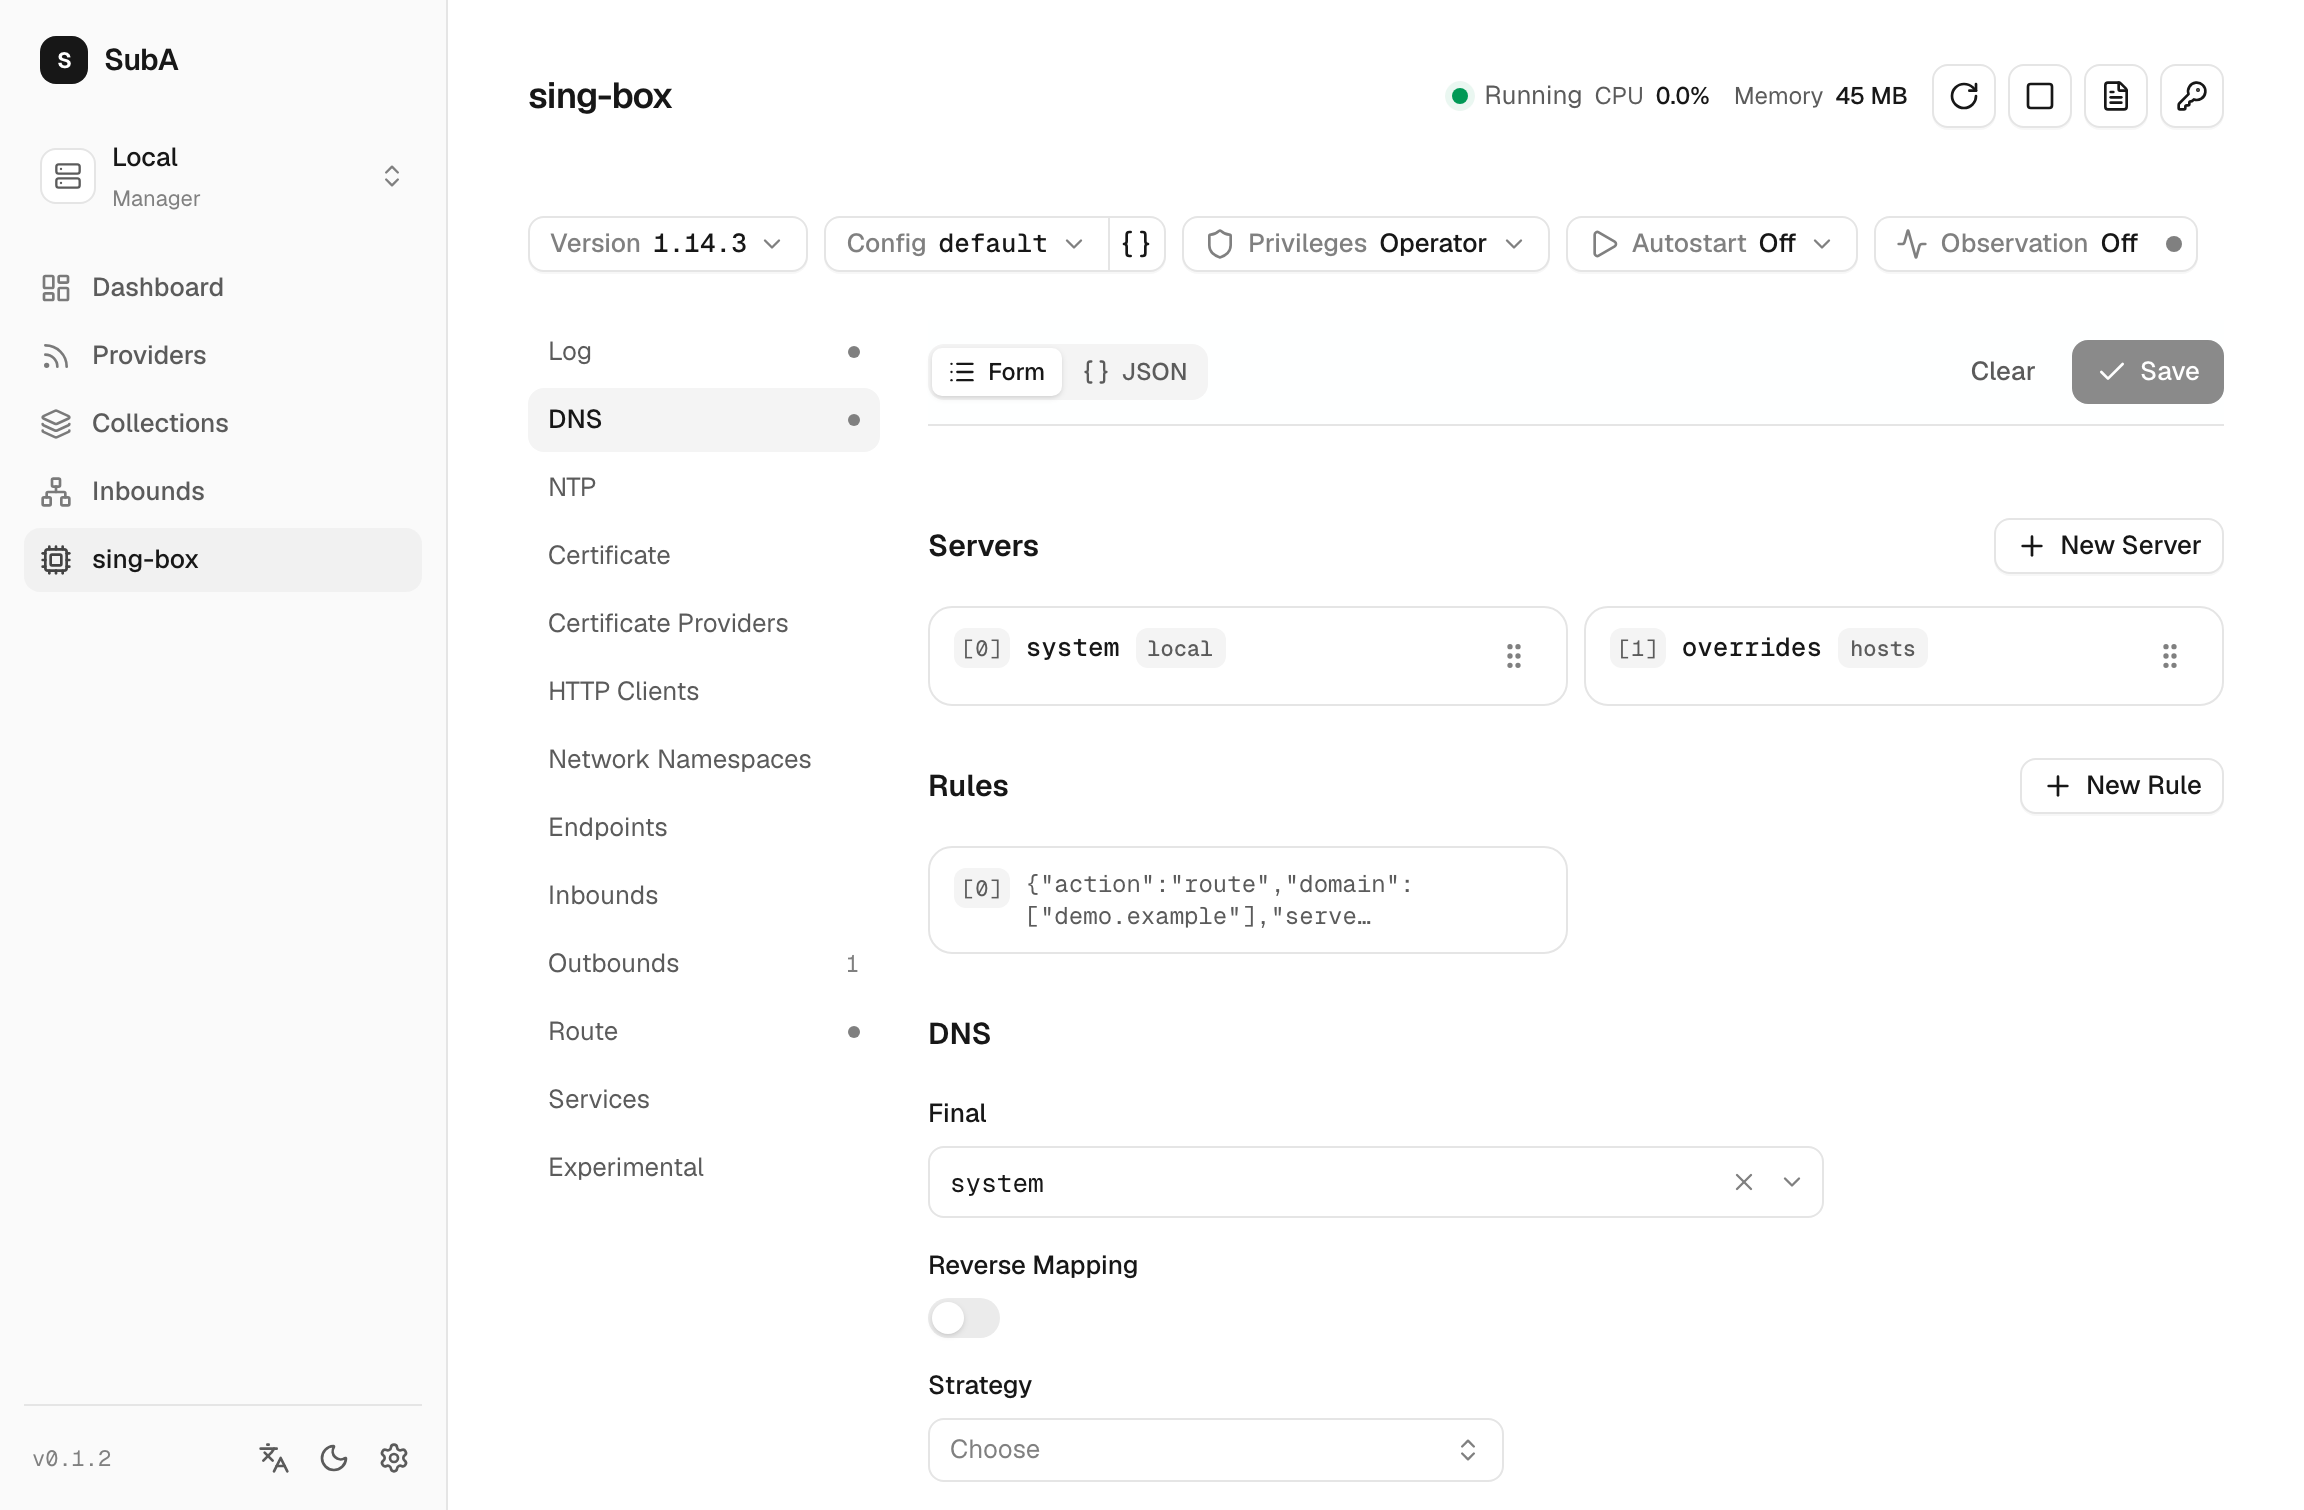 S SubA
Local
Manager
Dashboard
Providers
Collections
Inbounds
sing-box
v0.1.2
sing-box
Running CPU 0.0% Memory 45 MB
Version 1.14.3
Config default {}
Privileges Operator
Autostart Off
Observation Off
Log
DNS
NTP
Certificate
Certificate Providers
HTTP Clients
Network Namespaces
Endpoints
Inbounds
Outbounds 1
Route
Services
Experimental
Form
{} JSON
Clear
Save
Servers
New Server
[0] system local
[1] overrides hosts
Rules
New Rule
[0] {"action":"route","domain":
["demo.example"],"serve…
DNS
Final
system
Reverse Mapping
Strategy
Choose